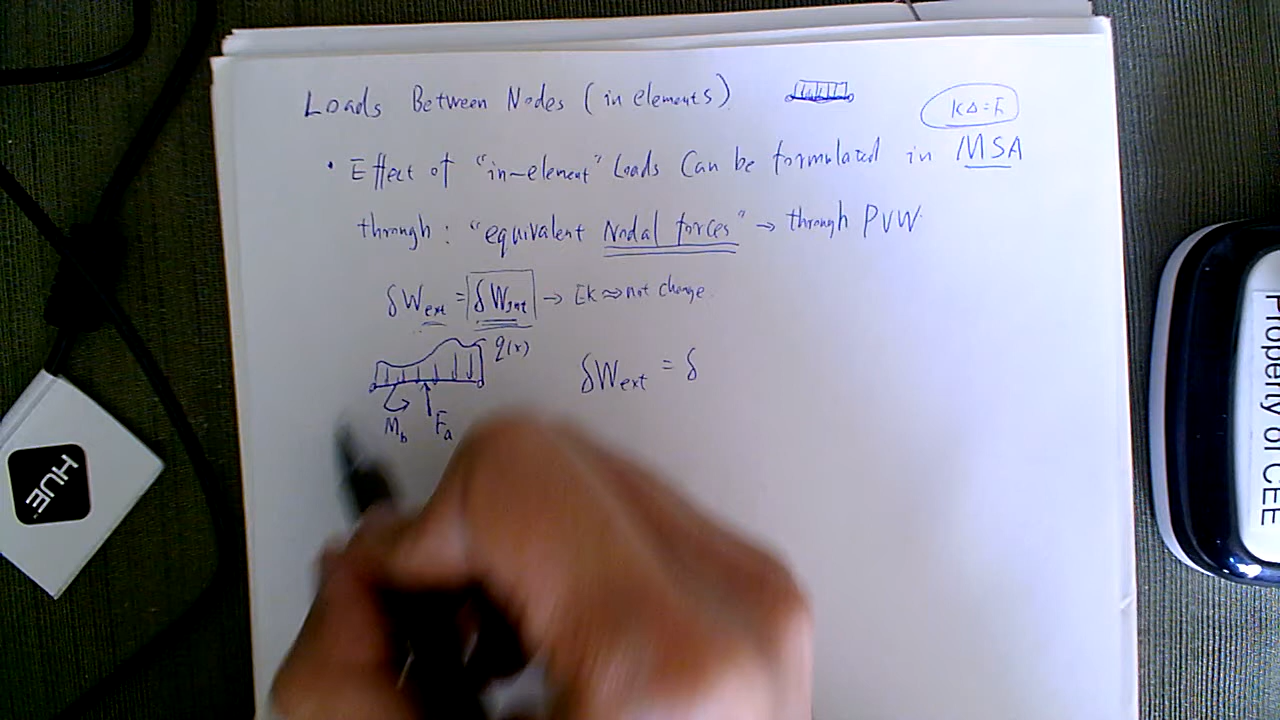 Loads Between Nodes (in elements)
KΔ=F
• Effect of "in-element" Loads Can be formulated in MSA
through: "equivalent Nodal forces" → through PVW
δWext = δWInt → Ek ⇒ not change
q(x)
δWext = δ
Mb Fa
HUE
Property of CEE